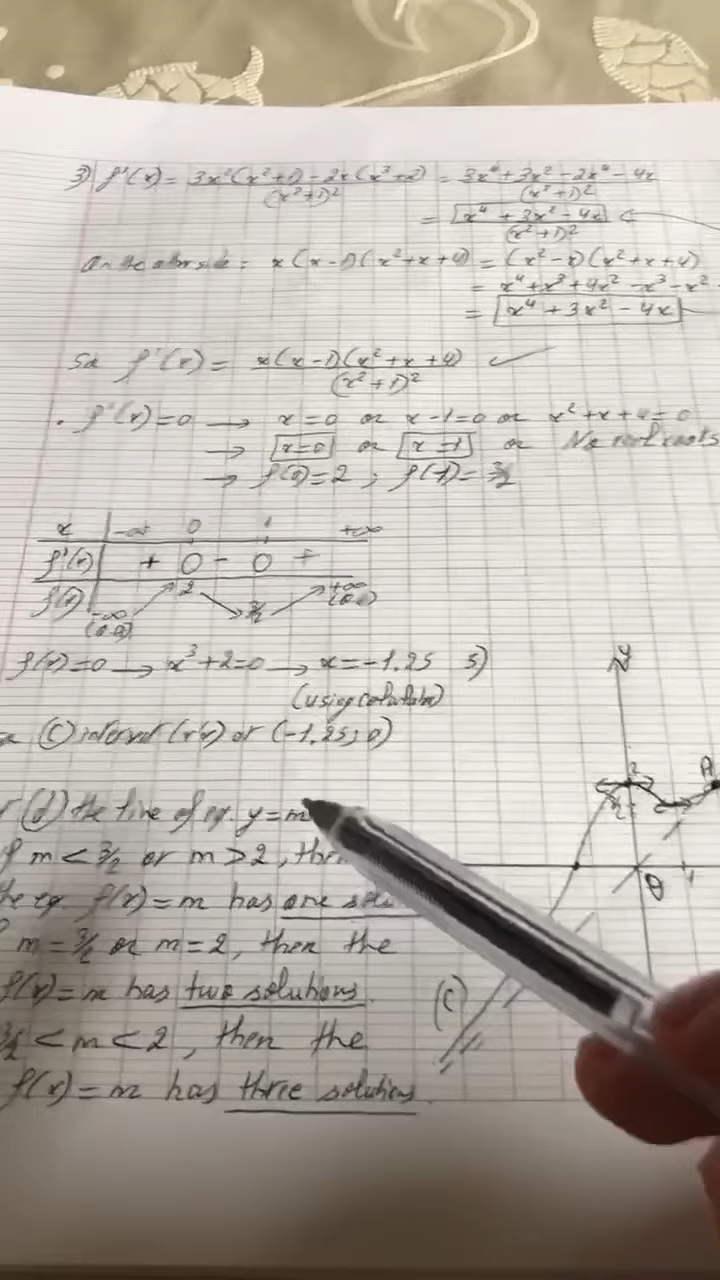 3) f'(x) = 3x²(x²+1) - 2x(x³+2) / (x²+1)² = 3x⁴ + 3x² - 2x⁴ - 4x / (x²+1)²
= x⁴ + 3x² - 4x / (x²+1)²
On the other side: x(x-1)(x²+x+4) = (x²-x)(x²+x+4)
= x⁴ + x³ + 4x² - x³ - x² -
= x⁴ + 3x² - 4x
So f'(x) = x(x-1)(x²+x+4) / (x²+1)² ✓
. f'(x) = 0 → x = 0 or x-1=0 or x²+x+4=0
→ x=0 or x=1 or No real roots
→ f(0) = 2 ; f(1) = 3/2
x | -∞ 0 1 +∞
f'(x) | + 0 - 0 +
f(x) | -∞ ↗ 2 ↘ 3/2 ↗ +∞
f(x)=0 → x³+2=0 → x=-1.25
(using calculator)
(C) (x'x) at (-1.25; 0)
5)
y
2
3/2
A
O
1
(C)
(d) the line of eq. y = m
if m < 3/2 or m > 2, then
the eq. f(x) = m has one
m = 3/2 or m = 2, then the
f(x) = m has two solutions.
3/2 < m < 2, then the
f(x) = m has three solutions.